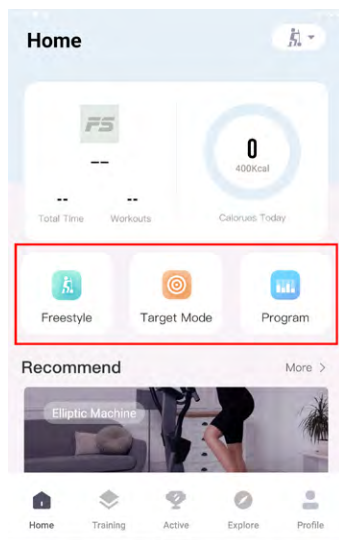 Home
FS
--
0
400Kcal
-- --
Total Time Workouts
Calorues Today
Freestyle Target Mode Program
Recommend More >
Elliptic Machine
Home Training Active Explore Profile